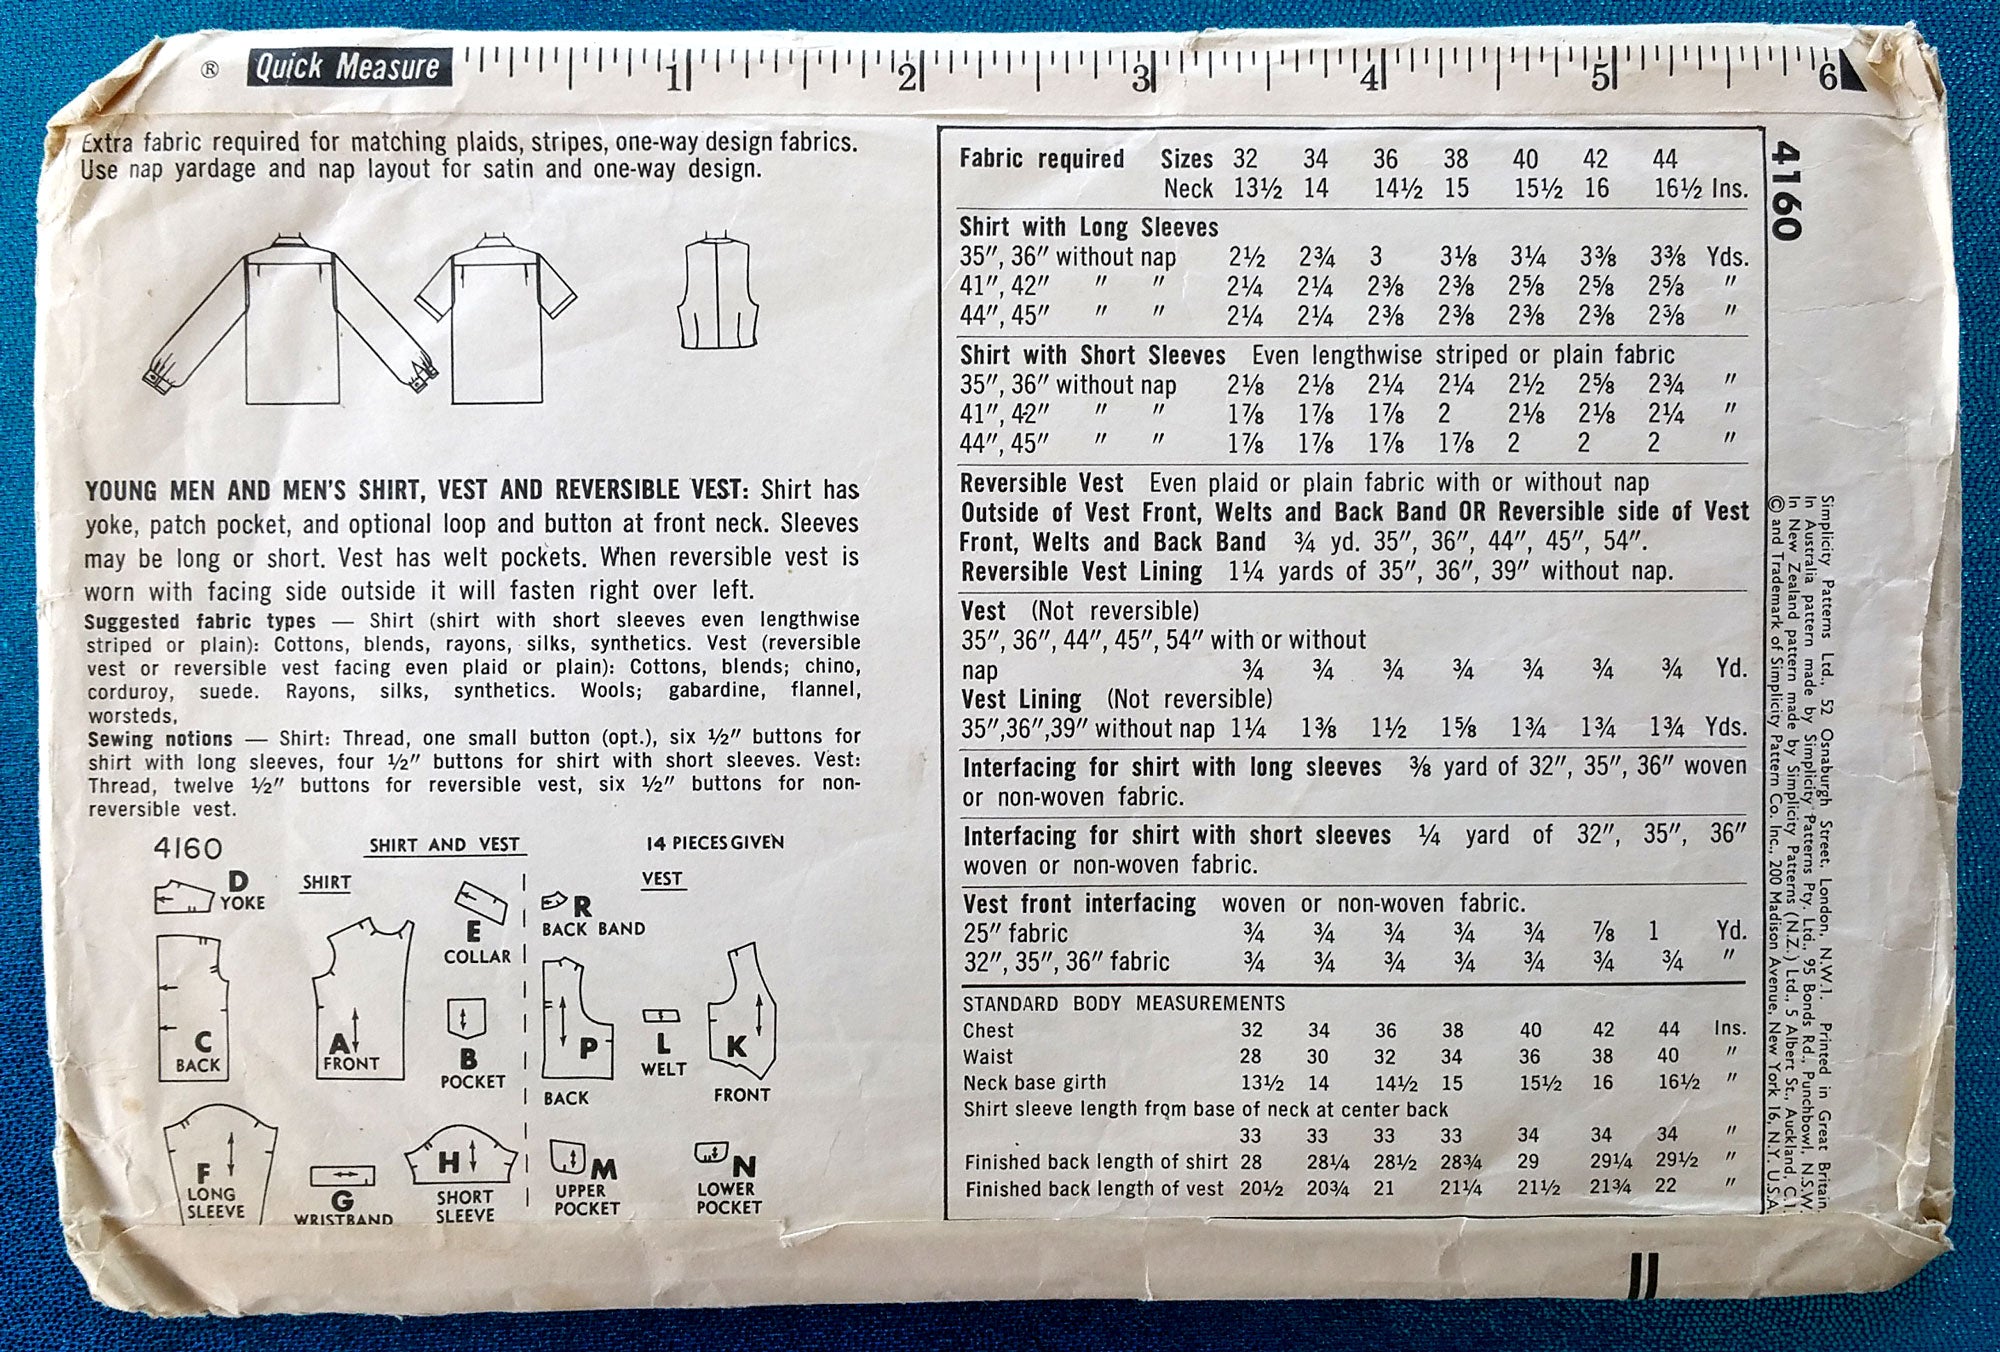 ® Quick Measure 1 2 3 4 5 6
Extra fabric required for matching plaids, stripes, one-way design fabrics.
Use nap yardage and nap layout for satin and one-way design.
YOUNG MEN AND MEN'S SHIRT, VEST AND REVERSIBLE VEST: Shirt has
yoke, patch pocket, and optional loop and button at front neck. Sleeves
may be long or short. Vest has welt pockets. When reversible vest is
worn with facing side outside it will fasten right over left.
Suggested fabric types — Shirt (shirt with short sleeves even lengthwise
striped or plain): Cottons, blends, rayons, silks, synthetics. Vest (reversible
vest or reversible vest facing even plaid or plain): Cottons, blends; chino,
corduroy, suede. Rayons, silks, synthetics. Wools; gabardine, flannel,
worsteds,
Sewing notions — Shirt: Thread, one small button (opt.), six ½″ buttons for
shirt with long sleeves, four ½″ buttons for shirt with short sleeves. Vest:
Thread, twelve ½″ buttons for reversible vest, six ½″ buttons for non-
reversible vest.
4160 SHIRT AND VEST 14 PIECES GIVEN
SHIRT VEST
D
YOKE
E
COLLAR
R
BACK BAND
C
BACK
A
FRONT
B
POCKET
P
BACK
L
WELT
K
FRONT
F
LONG
SLEEVE
G
WRISTBAND
H
SHORT
SLEEVE
M
UPPER
POCKET
N
LOWER
POCKET
Fabric required Sizes 32 34 36 38 40 42 44
Neck 13½ 14 14½ 15 15½ 16 16½ Ins.
Shirt with Long Sleeves
35″, 36″ without nap 2½ 2¾ 3 3⅛ 3¼ 3⅜ 3⅜ Yds.
41″, 42″ ″ ″ 2¼ 2¼ 2⅜ 2⅜ 2⅝ 2⅝ 2⅝ ″
44″, 45″ ″ ″ 2¼ 2¼ 2⅜ 2⅜ 2⅜ 2⅜ 2⅜ ″
Shirt with Short Sleeves Even lengthwise striped or plain fabric
35″, 36″ without nap 2⅛ 2⅛ 2¼ 2¼ 2½ 2⅝ 2¾ ″
41″, 42″ ″ ″ 1⅞ 1⅞ 1⅞ 2 2⅛ 2⅛ 2¼ ″
44″, 45″ ″ ″ 1⅞ 1⅞ 1⅞ 1⅞ 2 2 2 ″
Reversible Vest Even plaid or plain fabric with or without nap
Outside of Vest Front, Welts and Back Band OR Reversible side of Vest
Front, Welts and Back Band ¾ yd. 35″, 36″, 44″, 45″, 54″.
Reversible Vest Lining 1¼ yards of 35″, 36″, 39″ without nap.
Vest (Not reversible)
35″, 36″, 44″, 45″, 54″ with or without
nap ¾ ¾ ¾ ¾ ¾ ¾ ¾ Yd.
Vest Lining (Not reversible)
35″,36″,39″ without nap 1¼ 1⅜ 1½ 1⅝ 1¾ 1¾ 1¾ Yds.
Interfacing for shirt with long sleeves ⅜ yard of 32″, 35″, 36″ woven
or non-woven fabric.
Interfacing for shirt with short sleeves ¼ yard of 32″, 35″, 36″
woven or non-woven fabric.
Vest front interfacing woven or non-woven fabric.
25″ fabric ¾ ¾ ¾ ¾ ¾ ⅞ 1 Yd.
32″, 35″, 36″ fabric ¾ ¾ ¾ ¾ ¾ ¾ ¾ ″
STANDARD BODY MEASUREMENTS
Chest 32 34 36 38 40 42 44 Ins.
Waist 28 30 32 34 36 38 40 ″
Neck base girth 13½ 14 14½ 15 15½ 16 16½ ″
Shirt sleeve length from base of neck at center back
33 33 33 33 34 34 34 ″
Finished back length of shirt 28 28¼ 28½ 28¾ 29 29¼ 29½ ″
Finished back length of vest 20½ 20¾ 21 21¼ 21½ 21¾ 22 ″
4160
Simplicity Patterns Ltd., 52 Osnaburgh Street, London, N.W.1. Printed in Great Britain.
In Australia pattern made by Simplicity Patterns Pty. Ltd., 95 Bonds Rd., Punchbowl, N.S.W.
In New Zealand pattern made by Simplicity Patterns (N.Z.) Ltd., 5 Albert St., Auckland, C.1.
© and Trademark of Simplicity Pattern Co. Inc., 200 Madison Avenue, New York 16, N.Y. U.S.A.